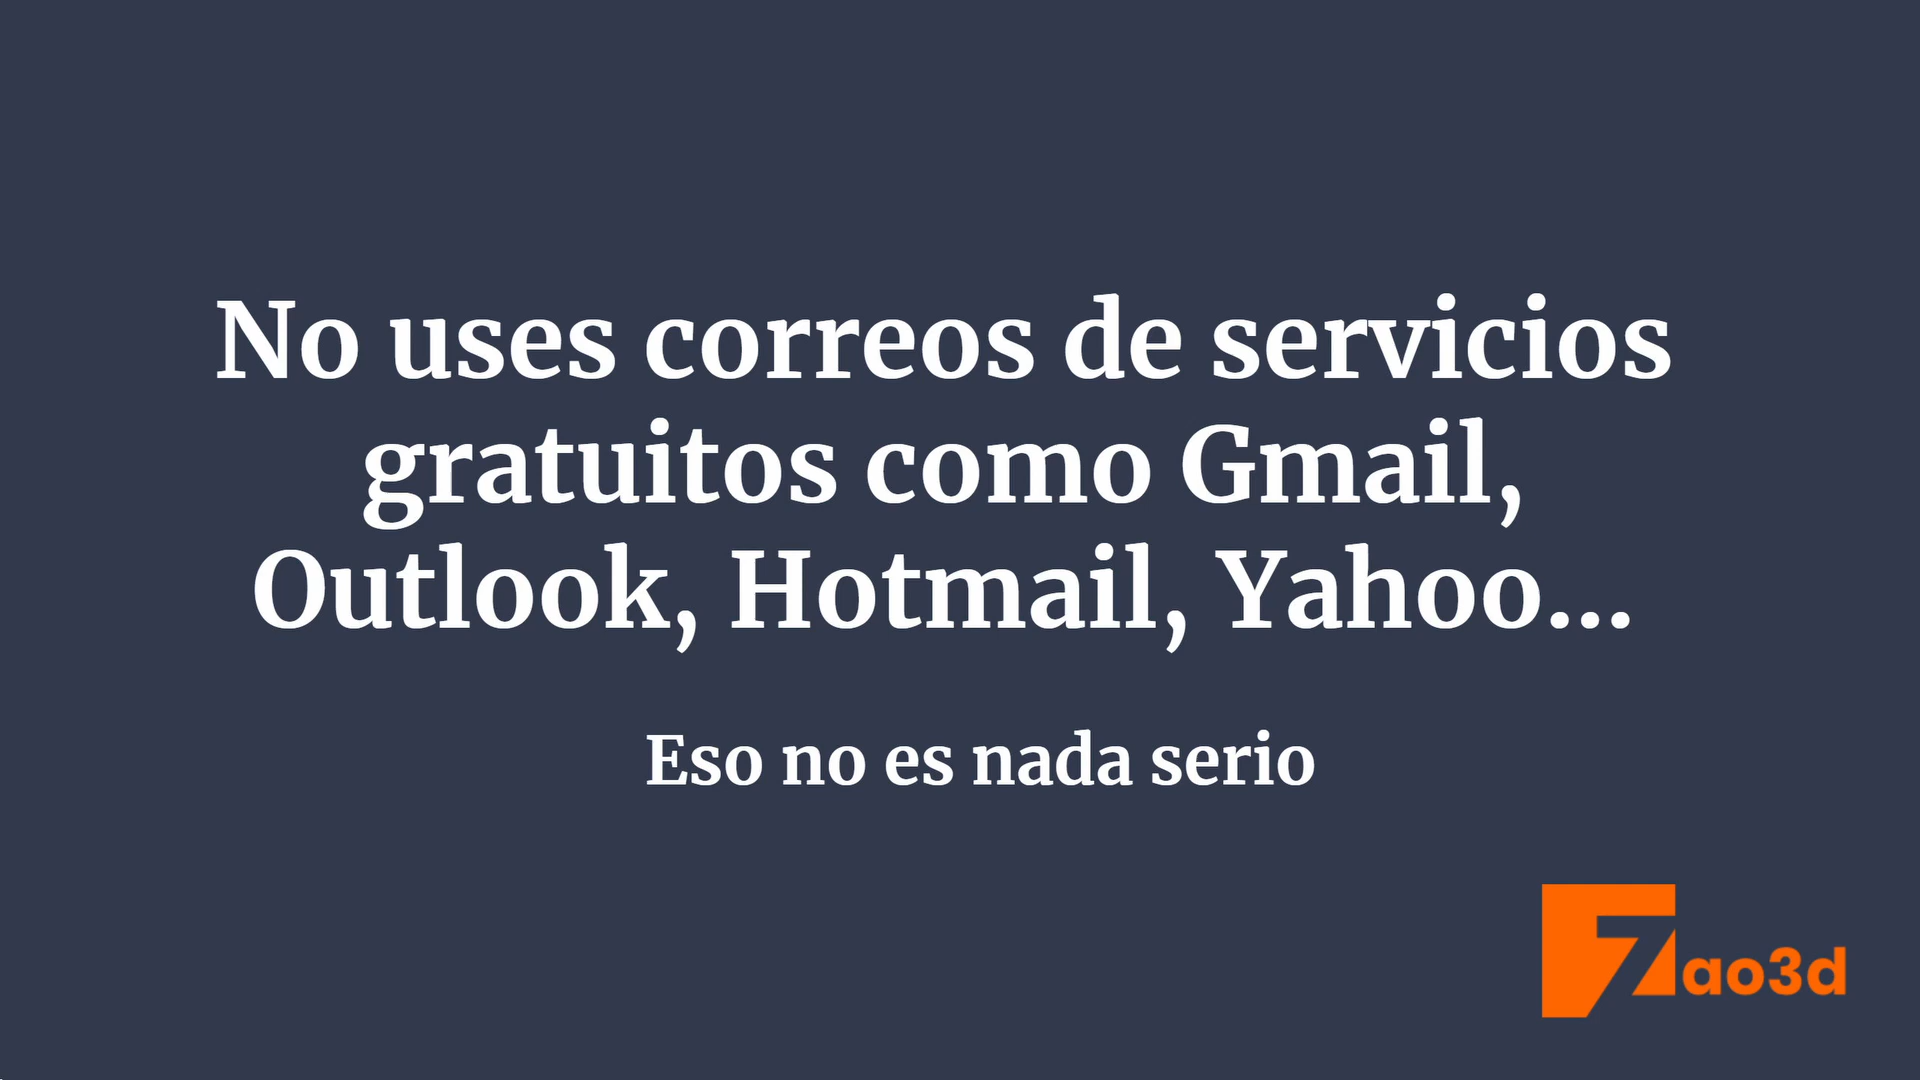 No uses correos de servicios
gratuitos como Gmail,
Outlook, Hotmail, Yahoo...
Eso no es nada serio
7ao3d